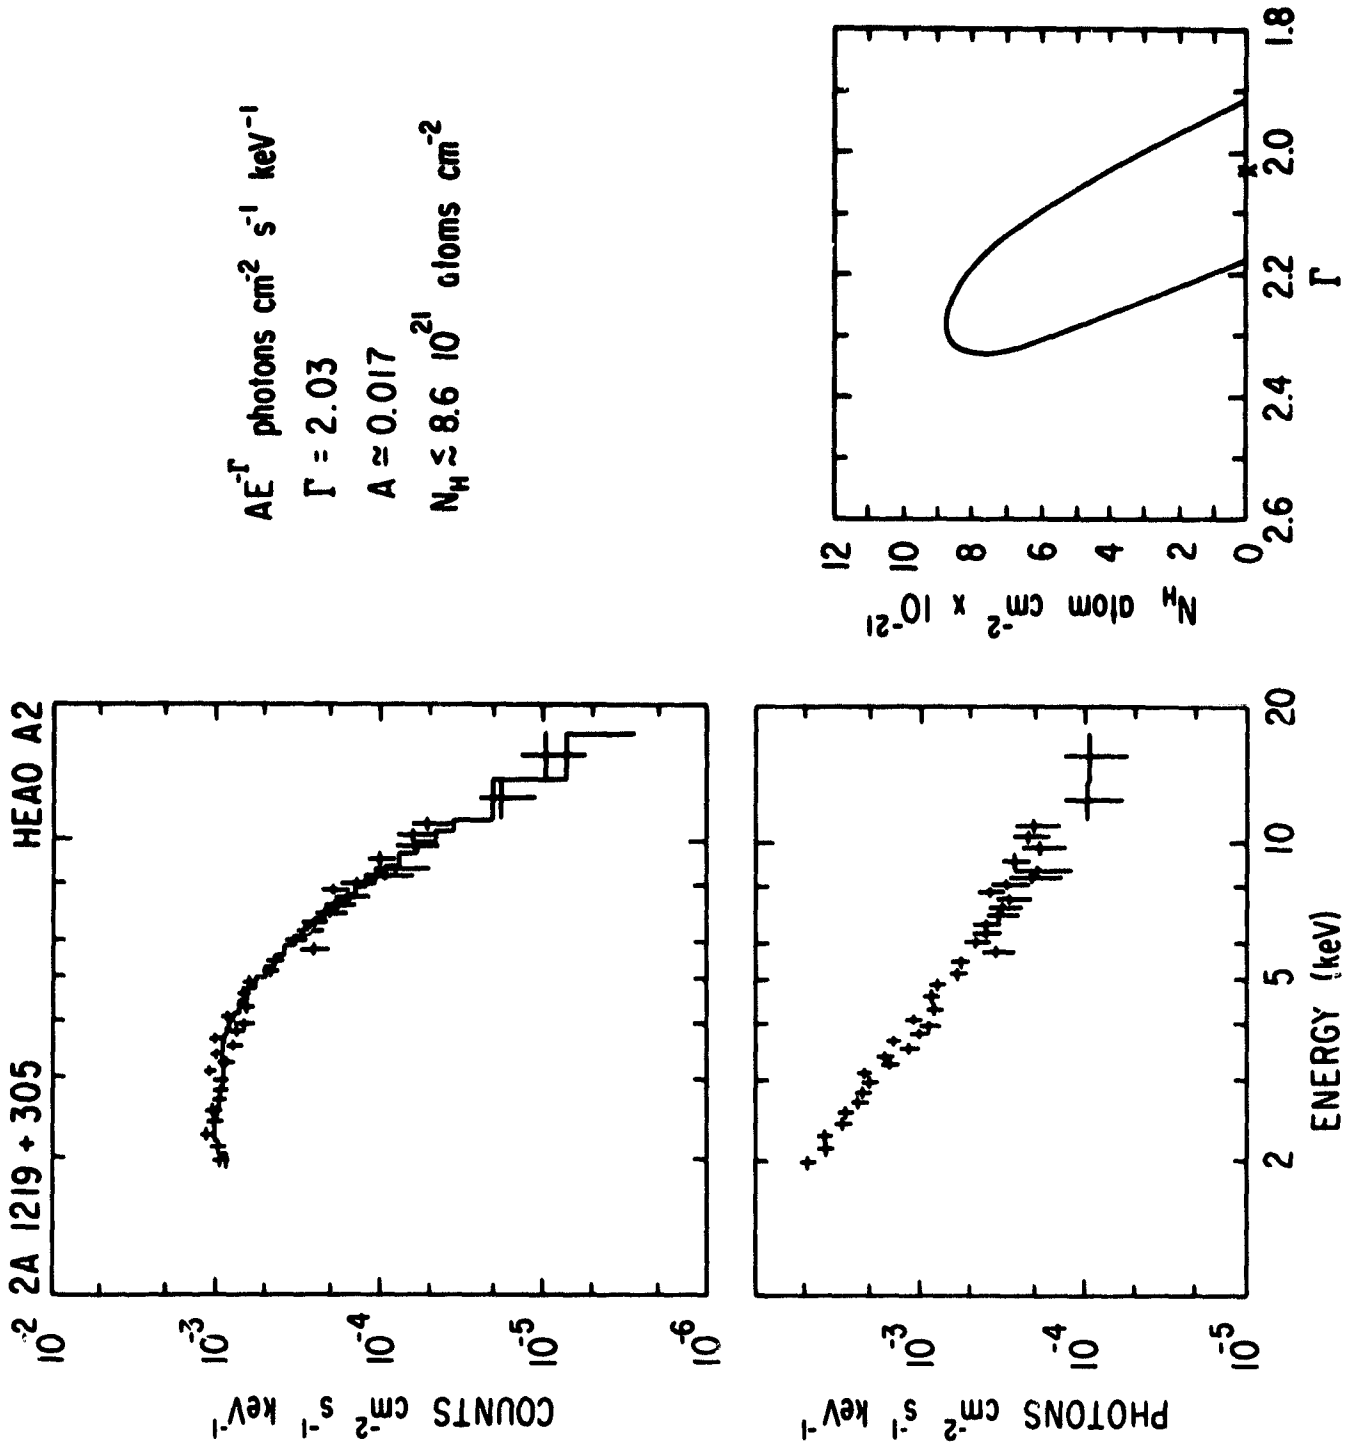 2A 1219 + 305 HEAO A2
10⁻²
10⁻³
10⁻⁴
10⁻⁵
10⁻⁶
COUNTS cm⁻² s⁻¹ keV⁻¹
10⁻³
10⁻⁴
10⁻⁵
PHOTONS cm⁻² s⁻¹ keV⁻¹
2 5 10 20
ENERGY (keV)
AE⁻Γ photons cm⁻² s⁻¹ keV⁻¹
Γ = 2.03
A ≃ 0.017
N_H ≲ 8.6 10²¹ atoms cm⁻²
12
10
8
6
4
2
0
N_H atom cm⁻² x 10⁻²¹
2.6 2.4 2.2 2.0 1.8
Γ